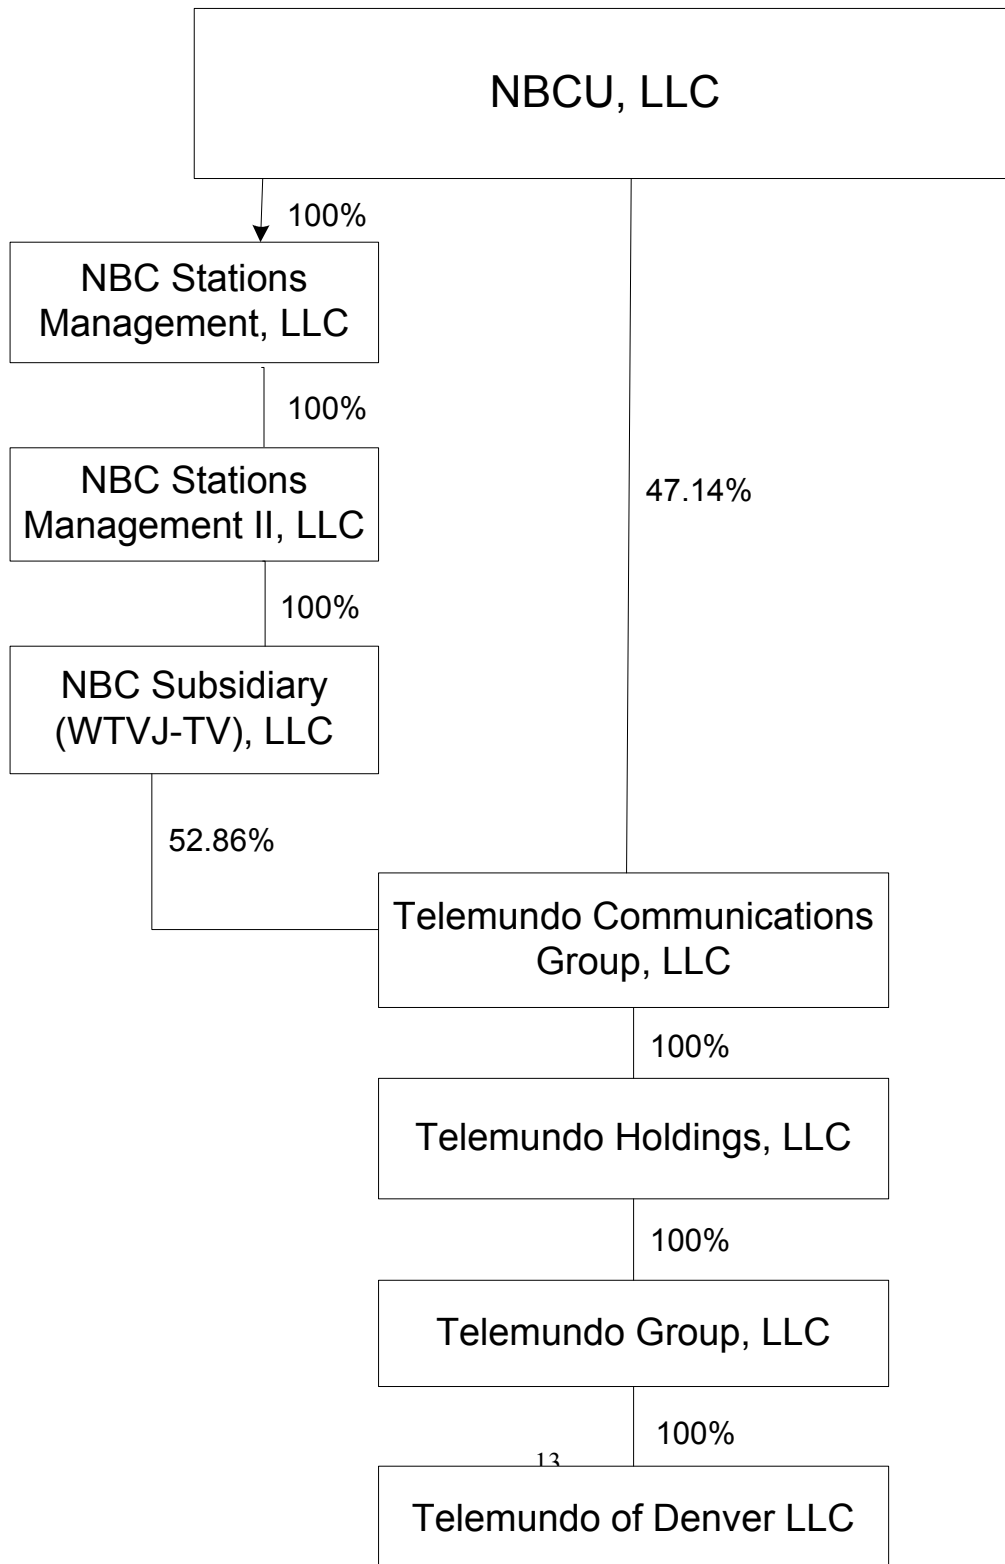 NBCU, LLC
100%
NBC Stations
Management, LLC
100%
NBC Stations
Management II, LLC
47.14%
100%
NBC Subsidiary
(WTVJ-TV), LLC
52.86%
Telemundo Communications
Group, LLC
100%
Telemundo Holdings, LLC
100%
Telemundo Group, LLC
100%
13
Telemundo of Denver LLC